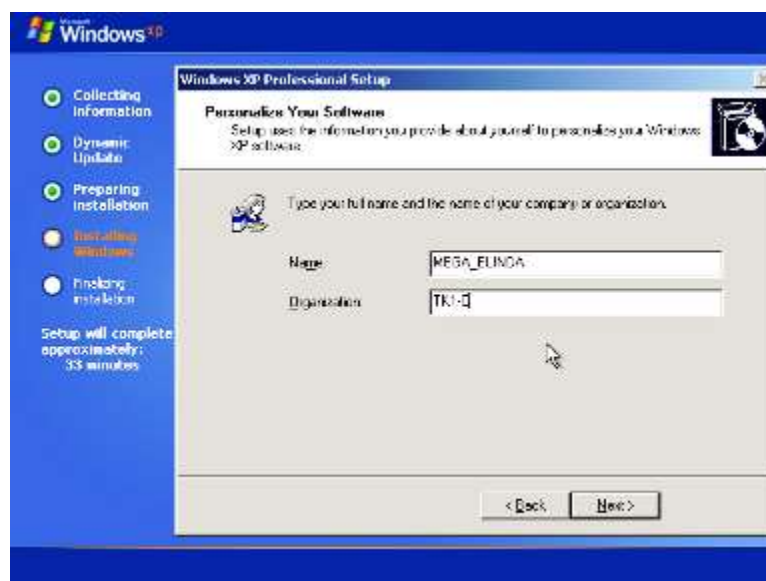 Microsoft
Windows xp
Collecting
information
Dynamic
Update
Preparing
installation
Installing
Windows
Finalizing
installation
Setup will complete
approximately:
33 minutes
Windows XP Professional Setup
Personalize Your Software
Setup uses the information you provide about yourself to personalize your Windows
XP software.
Type your full name and the name of your company or organization.
Name:
MEGA_ELINDA
Organization:
< Back
Next >